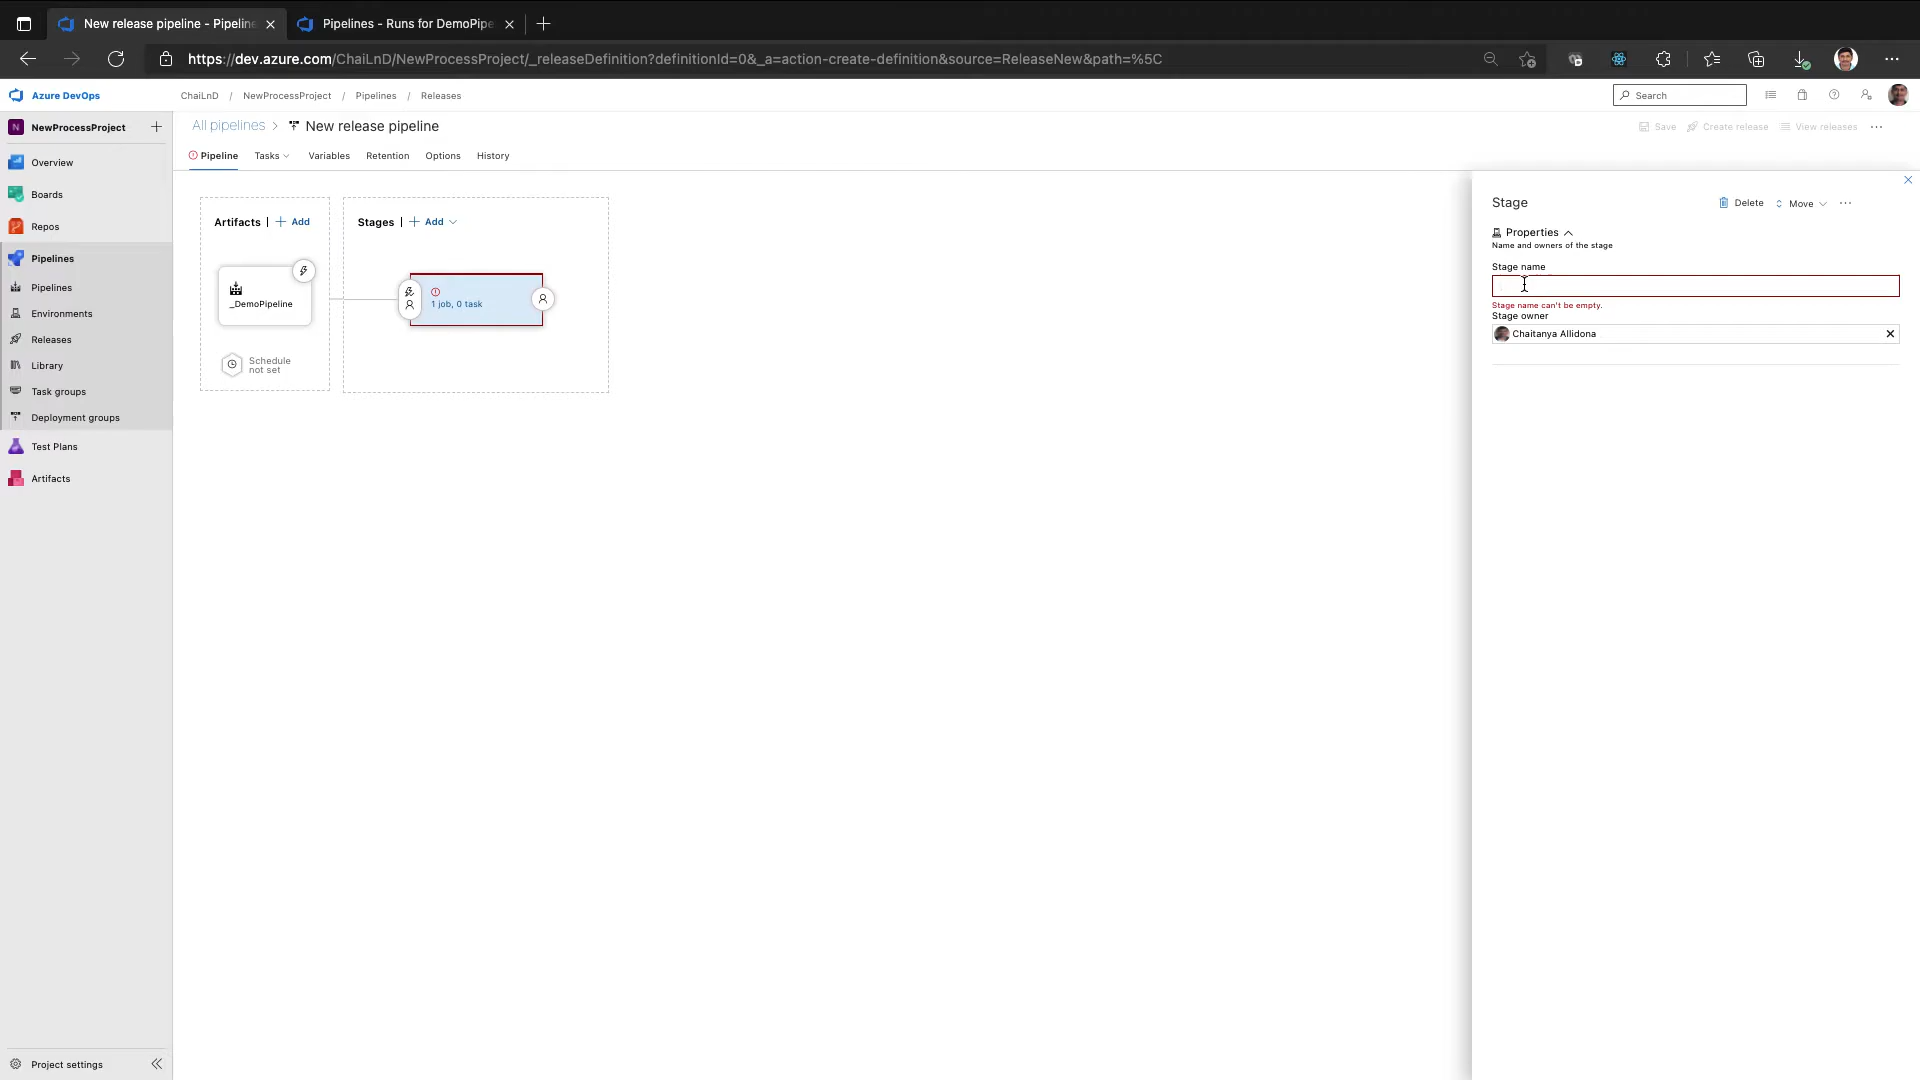 New release pipeline - Pipeline
Pipelines - Runs for DemoPipe
https://dev.azure.com/ChaiLnD/NewProcessProject/_releaseDefinition?definitionId=0&_a=action-create-definition&source=ReleaseNew&path=%5C
Azure DevOps
ChaiLnD / NewProcessProject / Pipelines / Releases
Search
N NewProcessProject
All pipelines > New release pipeline
Save Create release View releases
Pipeline Tasks Variables Retention Options History
Overview
Boards
Repos
Pipelines
Pipelines
Environments
Releases
Library
Task groups
Deployment groups
Test Plans
Artifacts
Project settings
Artifacts | + Add
_DemoPipeline
Schedule
not set
Stages | + Add
1 job, 0 task
Stage
Delete Move
Properties
Name and owners of the stage
Stage name
Stage name can't be empty.
Stage owner
Chaitanya Allidona